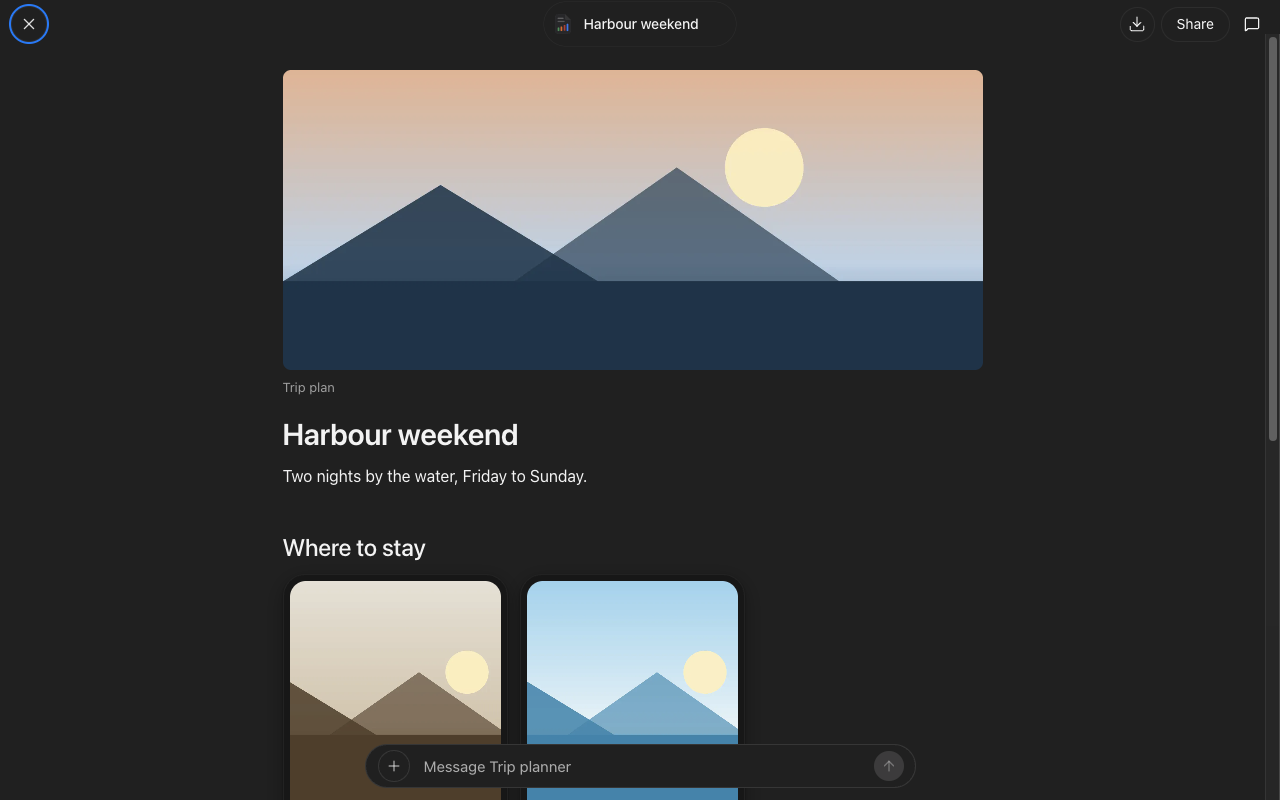 Harbour weekend
Share
Trip plan
Harbour weekend
Two nights by the water, Friday to Sunday.
Where to stay
Message Trip planner